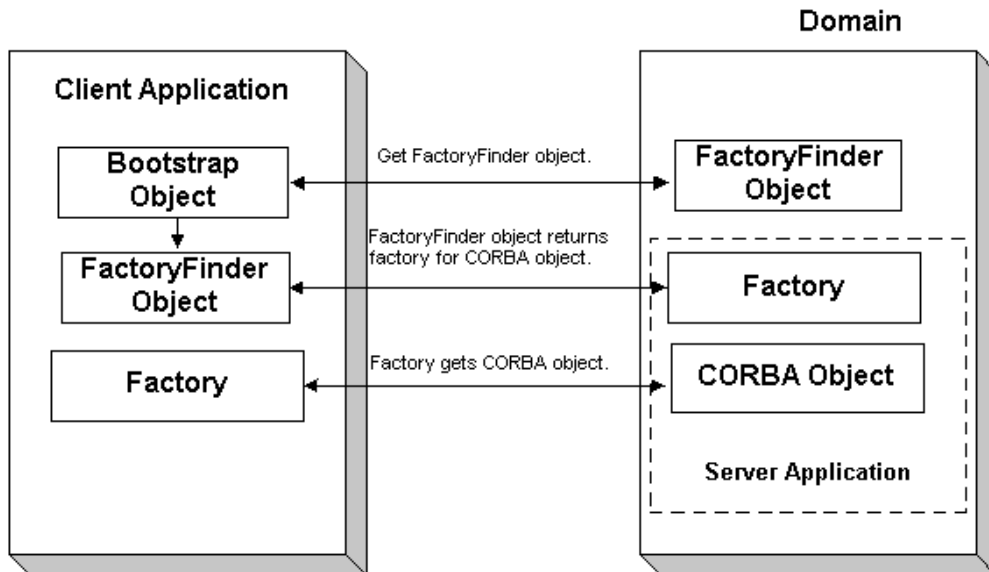 Domain
Client Application
Bootstrap
Object
Get FactoryFinder object.
FactoryFinder
Object
FactoryFinder object returns
factory for CORBA object.
FactoryFinder
Object
Factory
Factory gets CORBA object.
Factory
CORBA Object
Server Application